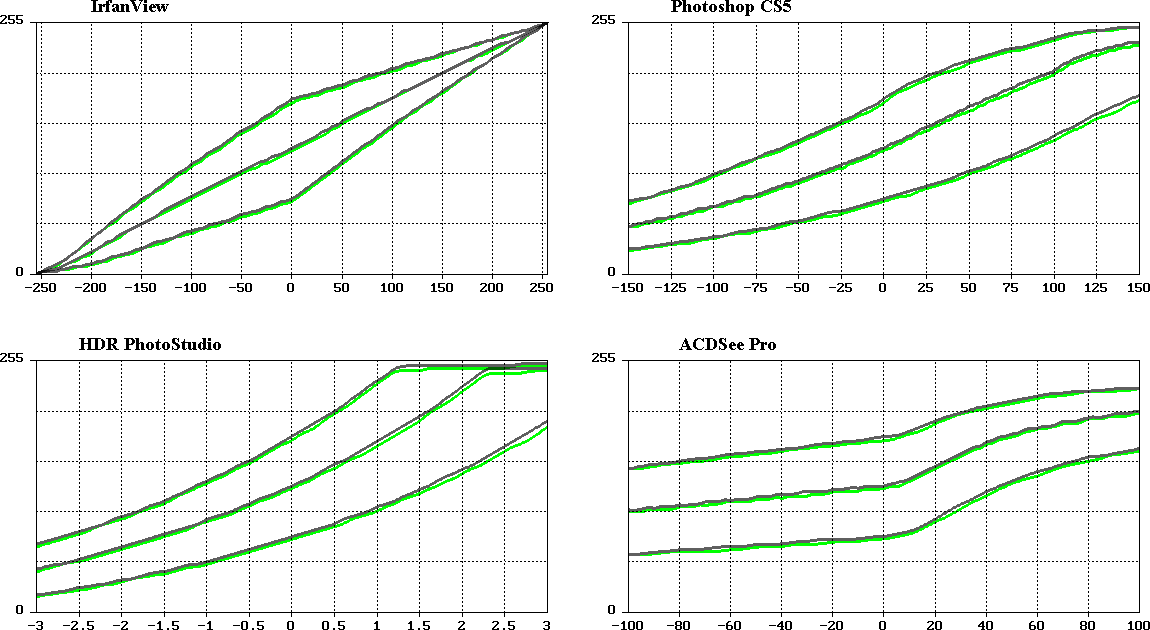 IrfanView
255
0
-250 -200 -150 -100 -50 0 50 100 150 200 250
Photoshop CS5
255
0
-150 -125 -100 -75 -50 -25 0 25 50 75 100 125 150
HDR PhotoStudio
255
0
-3 -2.5 -2 -1.5 -1 -0.5 0 0.5 1 1.5 2 2.5 3
ACDSee Pro
255
0
-100 -80 -60 -40 -20 0 20 40 60 80 100